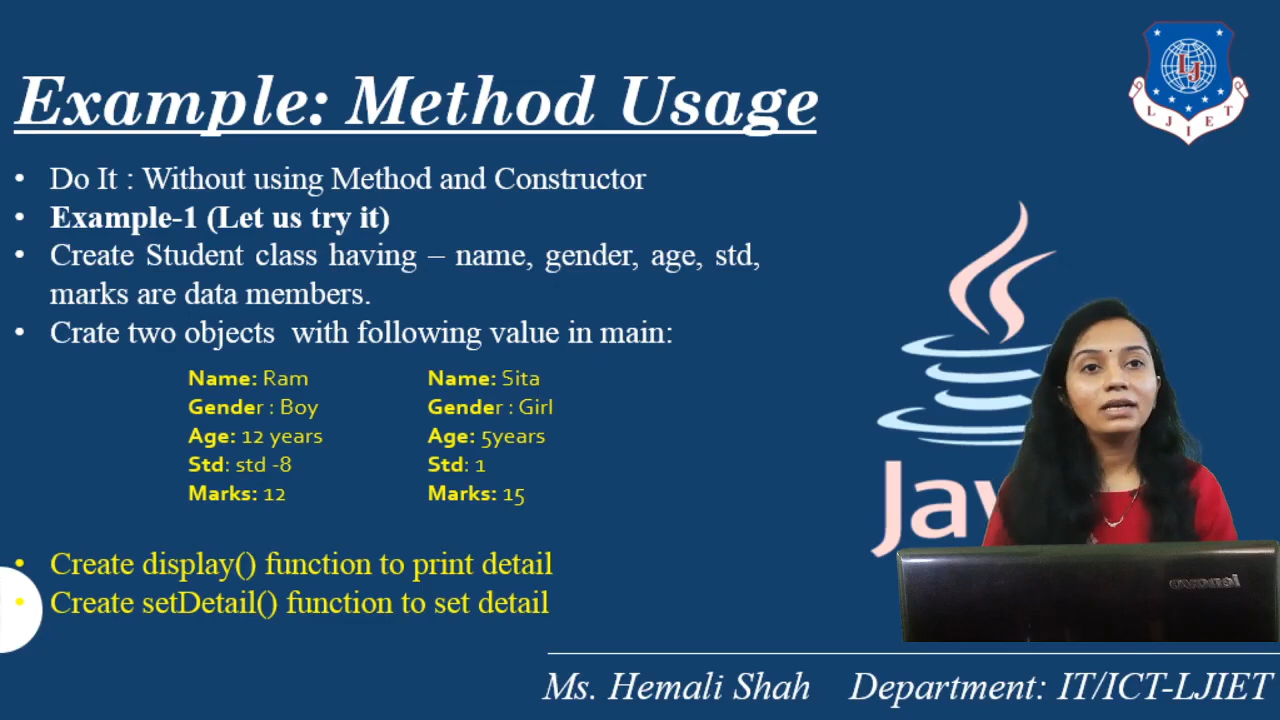 Example: Method Usage
• Do It : Without using Method and Constructor
• Example-1 (Let us try it)
• Create Student class having – name, gender, age, std,
marks are data members.
• Crate two objects with following value in main:
Name: Ram
Gender : Boy
Age: 12 years
Std: std -8
Marks: 12
Name: Sita
Gender : Girl
Age: 5years
Std: 1
Marks: 15
• Create display() function to print detail
• Create setDetail() function to set detail
Ms. Hemali Shah Department: IT/ICT-LJIET
LJ
LJIET
Jav
lenovo